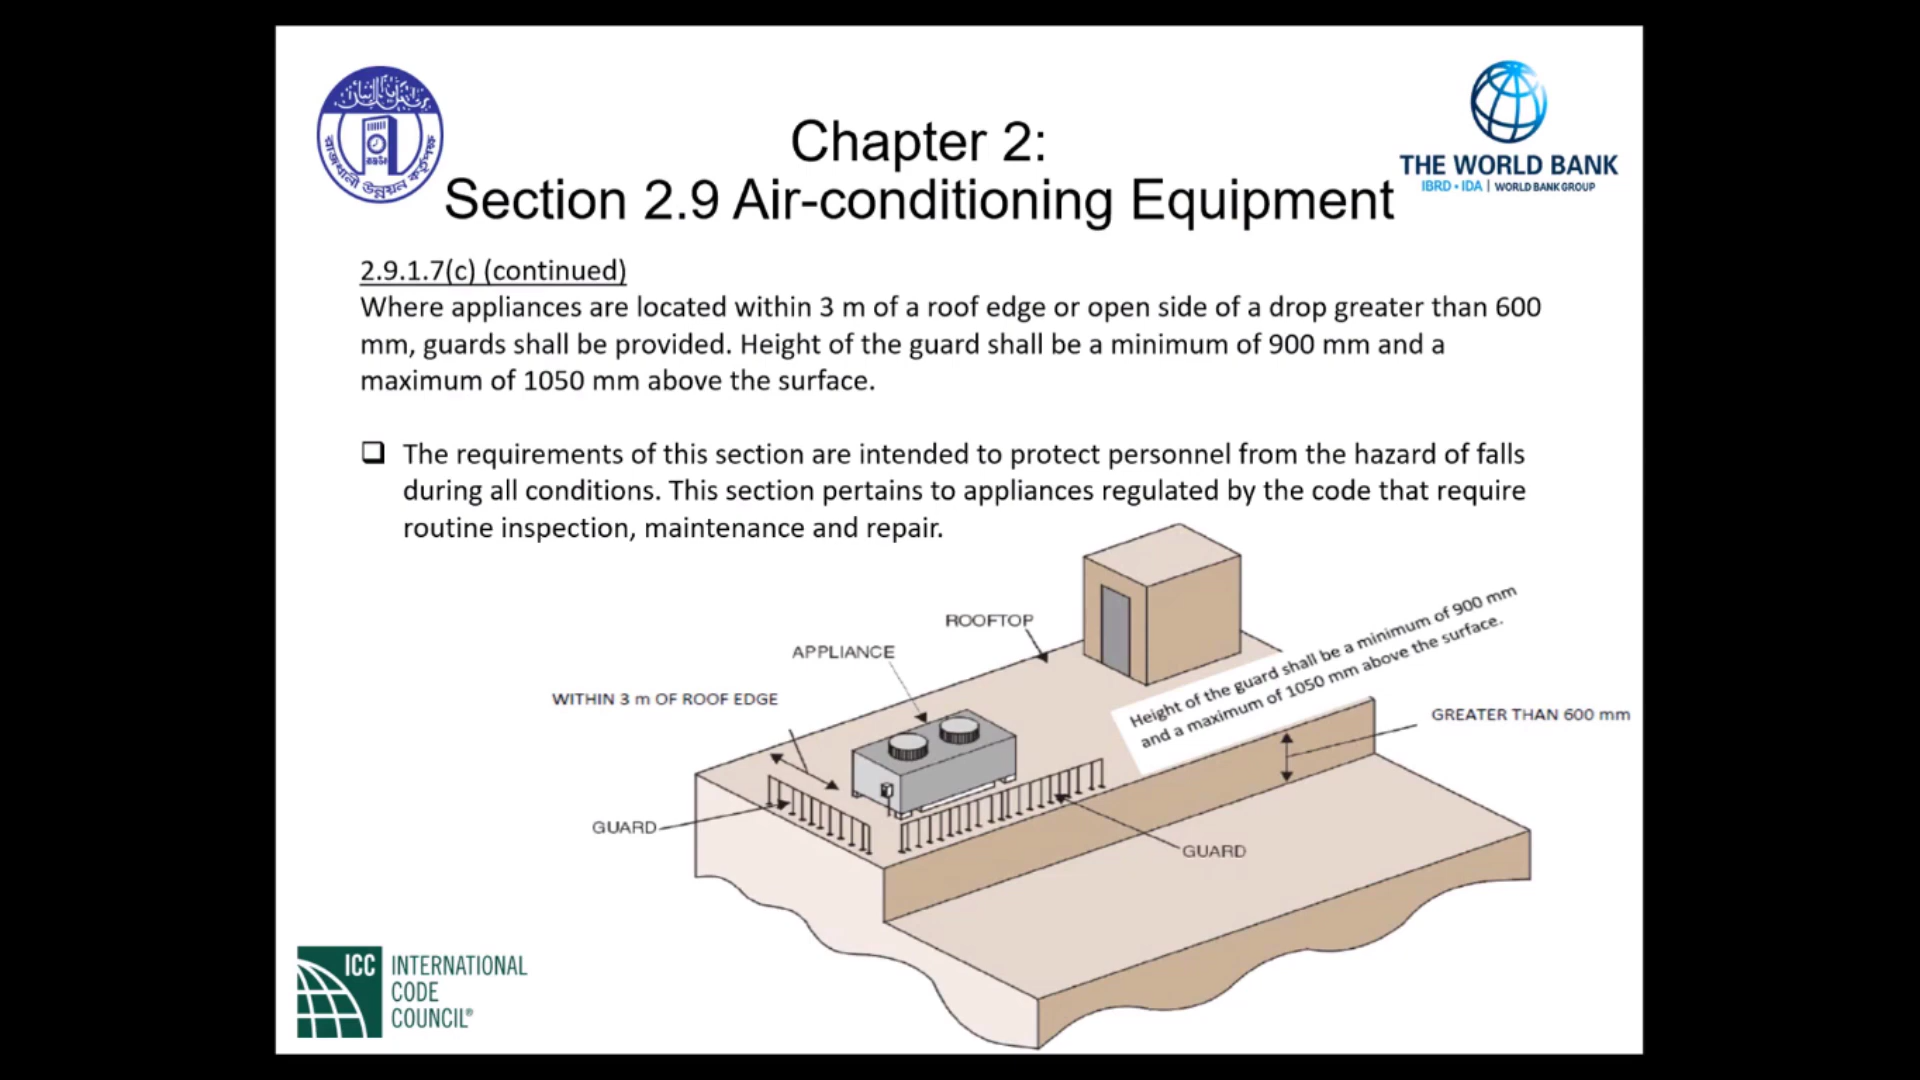 Chapter 2:
Section 2.9 Air-conditioning Equipment
রাজধানী উন্নয়ন কর্তৃপক্ষ
রাজউক
THE WORLD BANK
IBRD • IDA | WORLD BANK GROUP
2.9.1.7(c) (continued)
Where appliances are located within 3 m of a roof edge or open side of a drop greater than 600
mm, guards shall be provided. Height of the guard shall be a minimum of 900 mm and a
maximum of 1050 mm above the surface.
The requirements of this section are intended to protect personnel from the hazard of falls
during all conditions. This section pertains to appliances regulated by the code that require
routine inspection, maintenance and repair.
ROOFTOP
APPLIANCE
WITHIN 3 m OF ROOF EDGE
Height of the guard shall be a minimum of 900 mm
and a maximum of 1050 mm above the surface.
GREATER THAN 600 mm
GUARD
GUARD
ICC INTERNATIONAL
CODE
COUNCIL®